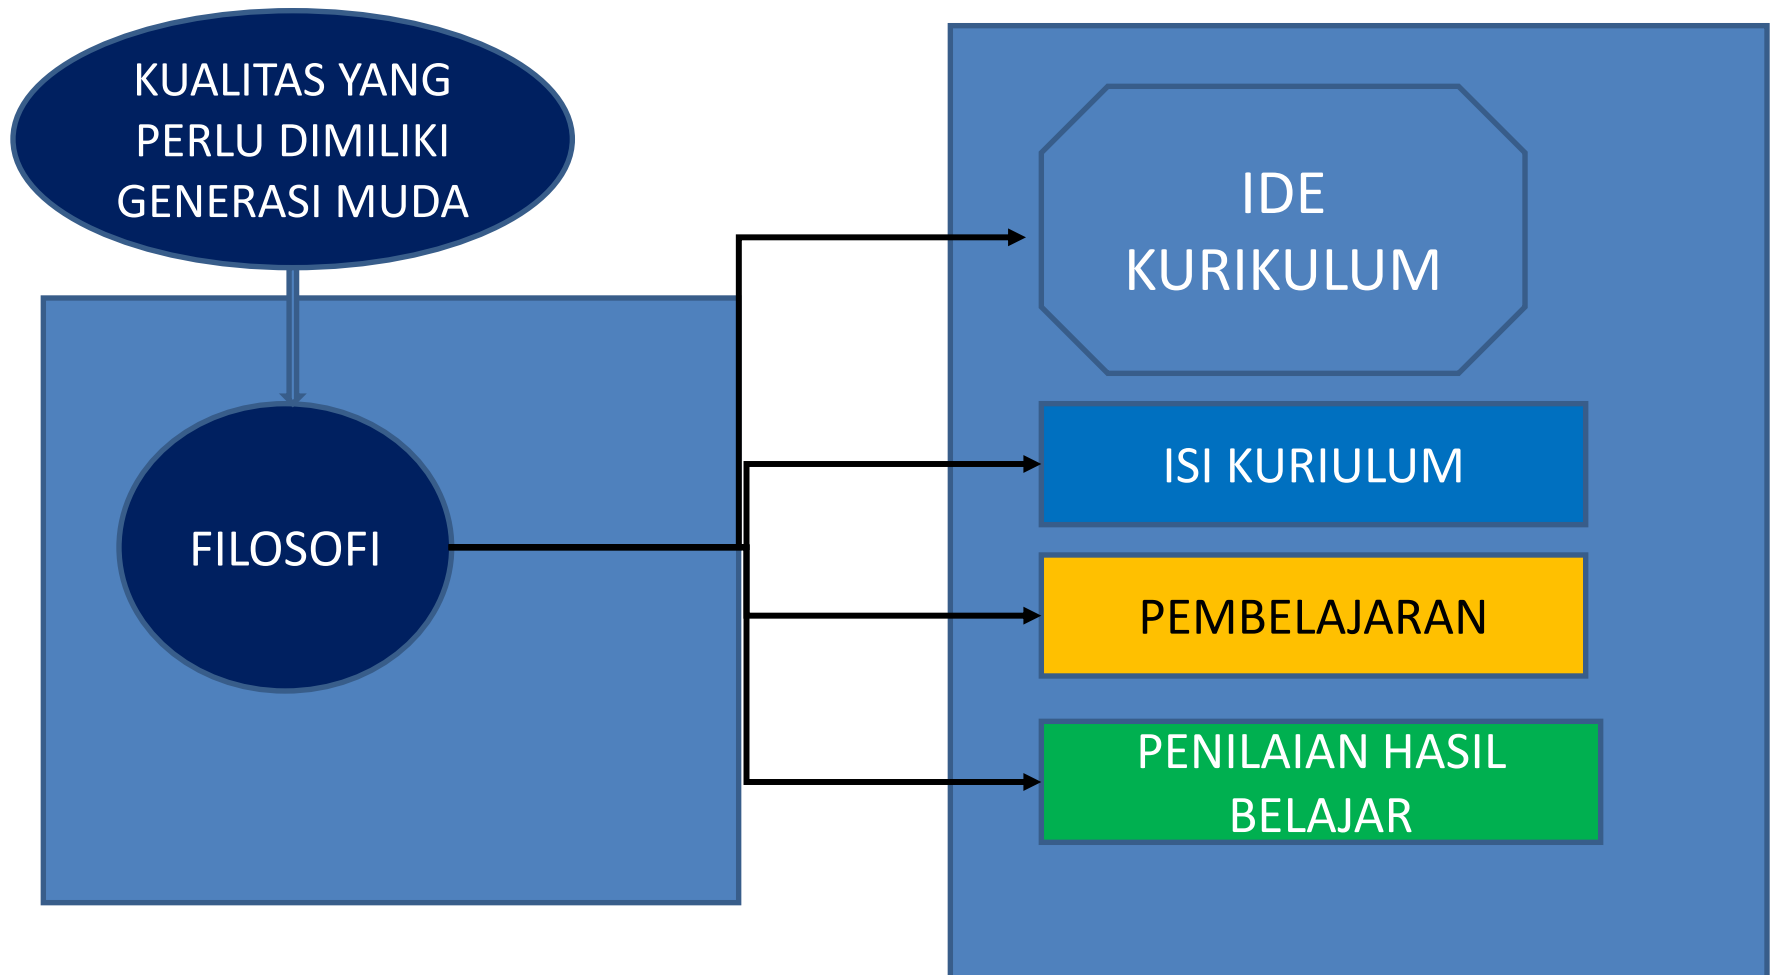 KUALITAS YANG
PERLU DIMILIKI
GENERASI MUDA
FILOSOFI
IDE
KURIKULUM
ISI KURIULUM
PEMBELAJARAN
PENILAIAN HASIL
BELAJAR